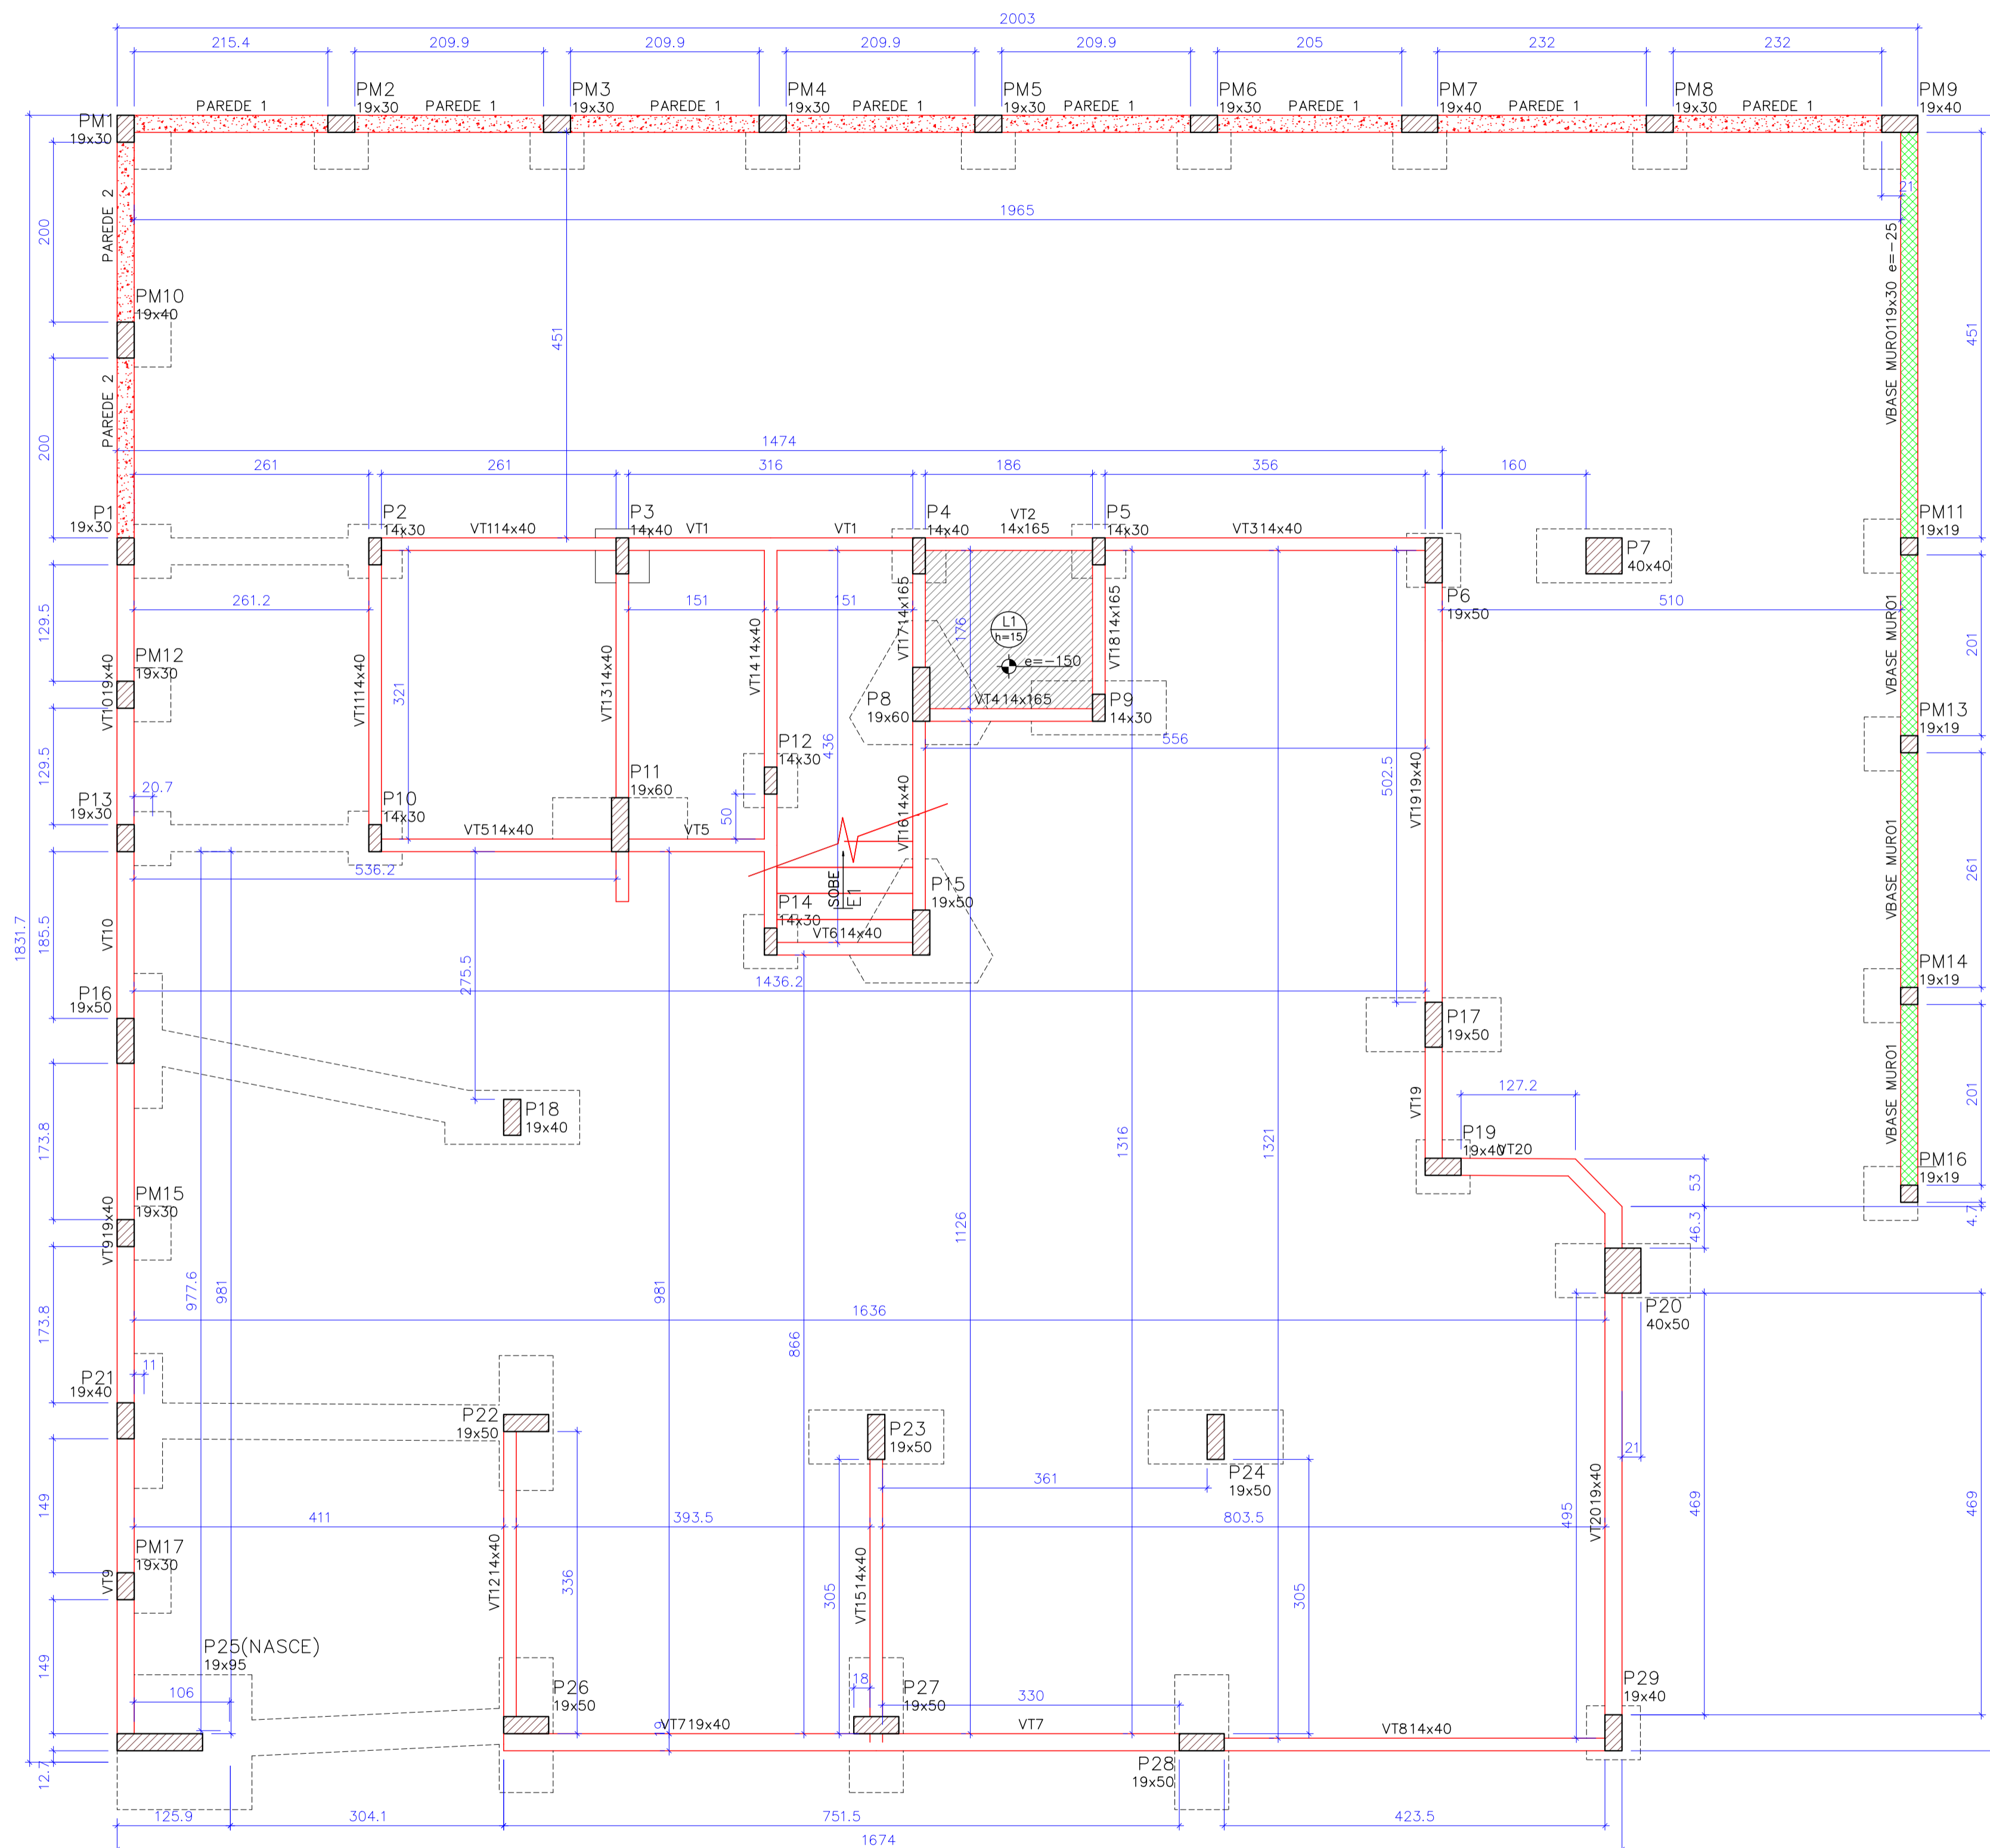 2003
215.4
209.9
209.9
209.9
209.9
205
232
232
PM1
19x30
PAREDE 1
PM2
19x30
PAREDE 1
PM3
19x30
PAREDE 1
PM4
19x30
PAREDE 1
PM5
19x30
PAREDE 1
PM6
19x30
PAREDE 1
PM7
19x40
PAREDE 1
PM8
19x30
PAREDE 1
PM9
19x40
200
PAREDE 2
1965
21
VBASE MURO119x30 e=-25
451
451
PM10
19x40
200
PAREDE 2
1474
261
261
316
186
356
160
P1
19x30
P2
14x30
VT114x40
P3
14x40
VT1
VT1
P4
14x40
VT2
14x165
P5
14x30
VT314x40
P6
19x50
P7
40x40
PM11
19x19
129.5
261.2
151
151
510
321
VT1019x40
VT1114x40
VT1314x40
VT1414x40
VT1714x165
176
L1
h=15
e=-150
VT1814x165
VBASE MURO1
201
PM12
19x30
P8
19x60
VT414x165
P9
14x30
PM13
19x19
129.5
436
556
502.5
VT1919x40
P12
14x30
P11
19x60
20.7
P13
19x30
P10
14x30
VT514x40
VT5
50
VT1614x40
536.2
SOBE
E1
P14
14x30
P15
19x50
VT614x40
VBASE MURO1
261
1831.7
185.5
VT10
275.5
1436.2
P16
19x50
P17
19x50
PM14
19x19
P18
19x40
173.8
VT19
127.2
P19
19x40
VT20
VBASE MURO1
201
PM16
19x19
1316
1321
53
46.3
4.7
PM15
19x30
VT919x40
977.6
981
981
1126
1636
P20
40x50
173.8
866
11
P21
19x40
P22
19x50
P23
19x50
P24
19x50
361
21
149
411
393.5
803.5
495
VT2019x40
469
469
PM17
19x30
VT9
VT1214x40
336
305
VT1514x40
305
149
P25(NASCE)
19x95
106
P26
19x50
18
P27
19x50
330
P29
19x40
VT719x40
19
VT7
VT814x40
P28
19x50
12.7
125.9
304.1
751.5
423.5
1674